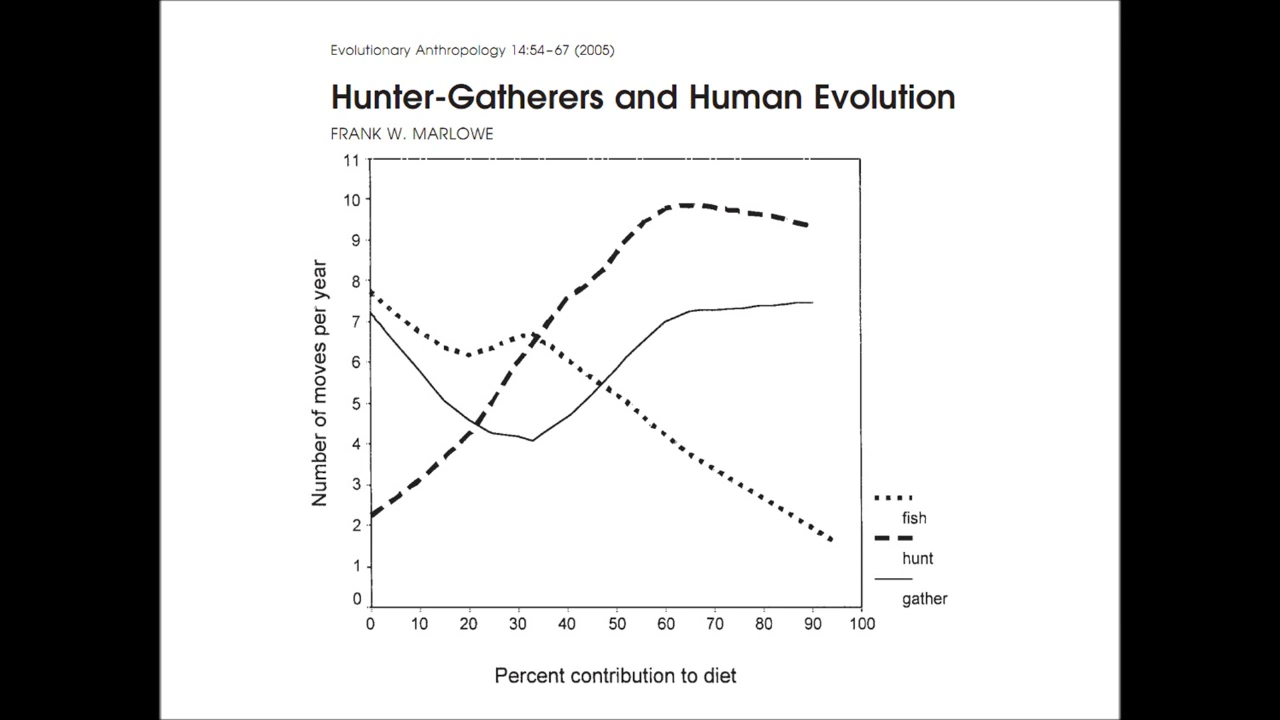 Evolutionary Anthropology 14:54–67 (2005)
Hunter-Gatherers and Human Evolution
FRANK W. MARLOWE
11
10
9
8
7
6
5
4
3
2
1
0
Number of moves per year
0 10 20 30 40 50 60 70 80 90 100
Percent contribution to diet
fish
hunt
gather